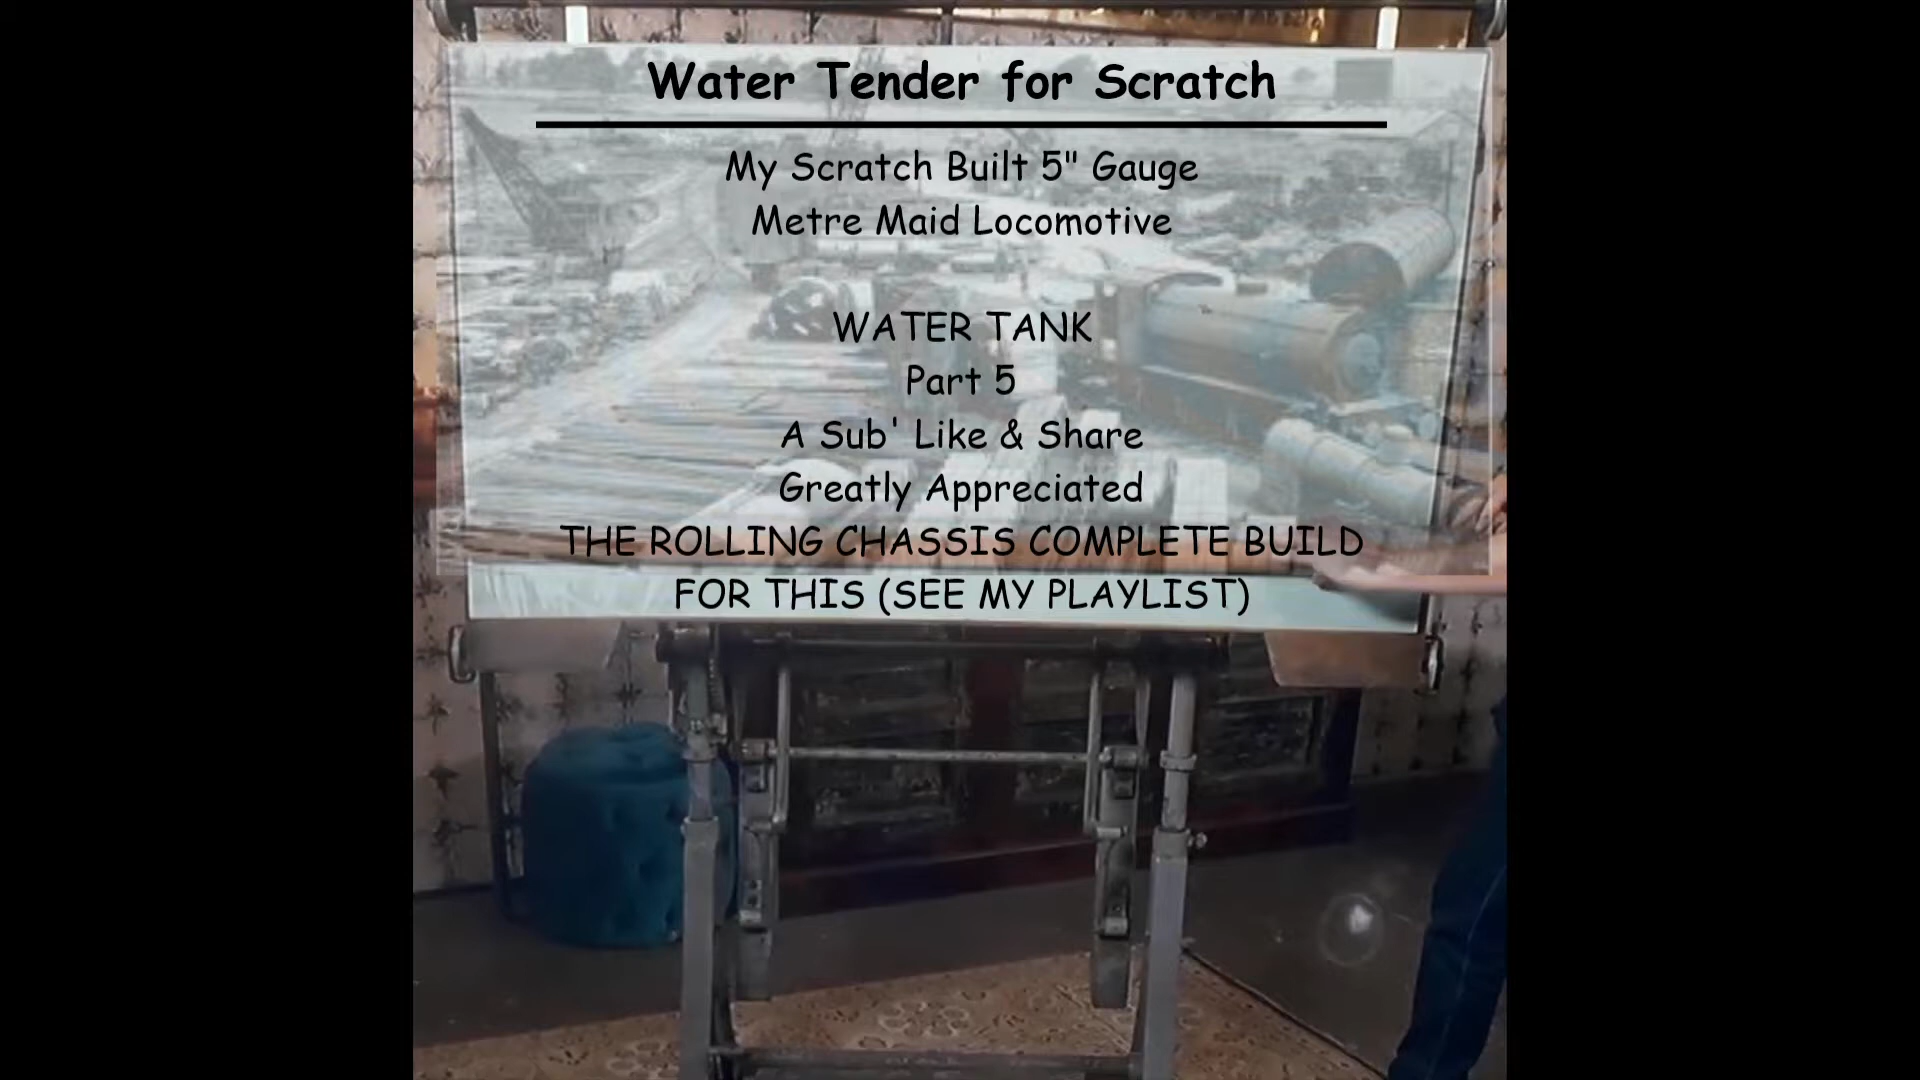 Water Tender for Scratch
My Scratch Built 5" Gauge
Metre Maid Locomotive
WATER TANK
Part 5
A Sub' Like & Share
Greatly Appreciated
THE ROLLING CHASSIS COMPLETE BUILD
FOR THIS (SEE MY PLAYLIST)